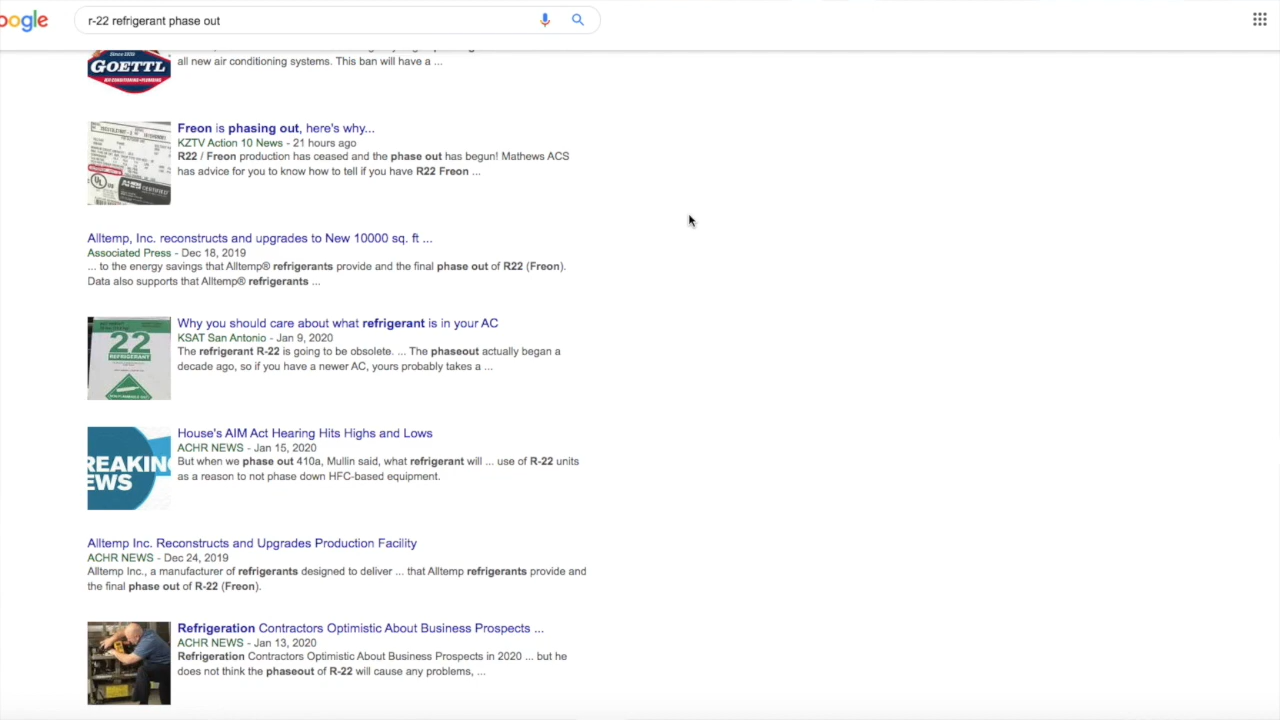 oogle
r-22 refrigerant phase out
Since 1939
GOETTL
AIR CONDITIONING & PLUMBING
all new air conditioning systems. This ban will have a ...
Freon is phasing out, here's why...
KZTV Action 10 News - 21 hours ago
R22 / Freon production has ceased and the phase out has begun! Mathews ACS
has advice for you to know how to tell if you have R22 Freon ...
Alltemp, Inc. reconstructs and upgrades to New 10000 sq. ft ...
Associated Press - Dec 18, 2019
... to the energy savings that Alltemp® refrigerants provide and the final phase out of R22 (Freon).
Data also supports that Alltemp® refrigerants ...
22
REFRIGERANT
Why you should care about what refrigerant is in your AC
KSAT San Antonio - Jan 9, 2020
The refrigerant R-22 is going to be obsolete. ... The phaseout actually began a
decade ago, so if you have a newer AC, yours probably takes a ...
REAKING
EWS
House's AIM Act Hearing Hits Highs and Lows
ACHR NEWS - Jan 15, 2020
But when we phase out 410a, Mullin said, what refrigerant will ... use of R-22 units
as a reason to not phase down HFC-based equipment.
Alltemp Inc. Reconstructs and Upgrades Production Facility
ACHR NEWS - Dec 24, 2019
Alltemp Inc., a manufacturer of refrigerants designed to deliver ... that Alltemp refrigerants provide and
the final phase out of R-22 (Freon).
Refrigeration Contractors Optimistic About Business Prospects ...
ACHR NEWS - Jan 13, 2020
Refrigeration Contractors Optimistic About Business Prospects in 2020 ... but he
does not think the phaseout of R-22 will cause any problems, ...